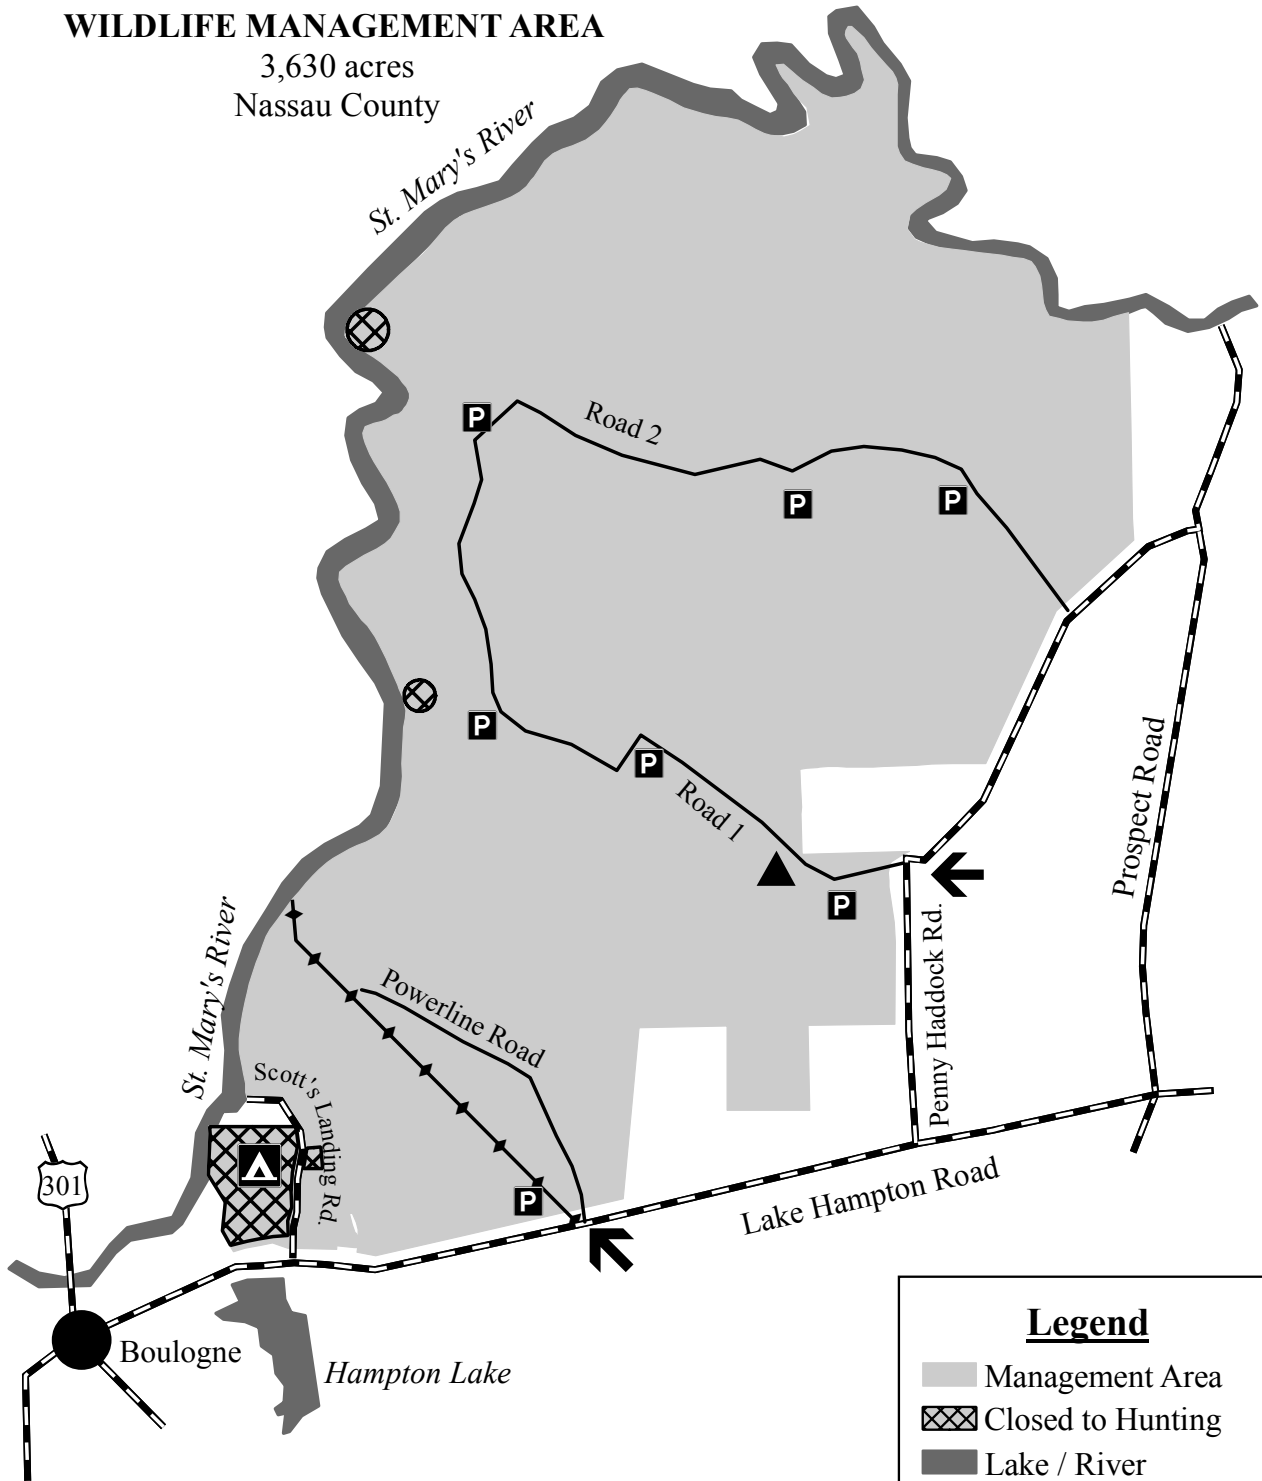 WILDLIFE MANAGEMENT AREA
3,630 acres
Nassau County
St. Mary's River
P
Road 2
P
P
P
P
Road 1
P
Prospect Road
Penny Haddock Rd.
St. Mary's River
Powerline Road
Scott's Landing Rd.
P
301
Lake Hampton Road
Boulogne
Hampton Lake
Legend
Management Area
Closed to Hunting
Lake / River